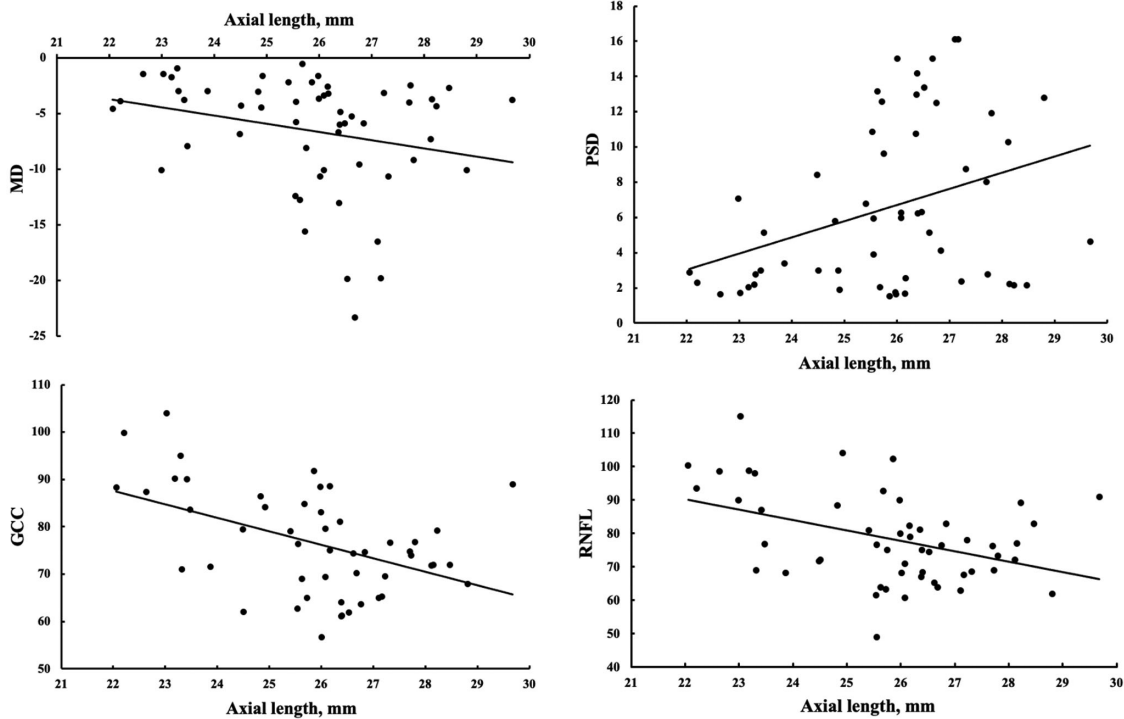 Axial length, mm
21 22 23 24 25 26 27 28 29 30
0
-5
-10
-15
-20
-25
MD
18
16
14
12
10
8
6
4
2
0
PSD
21 22 23 24 25 26 27 28 29 30
Axial length, mm
110
100
90
80
70
60
50
GCC
21 22 23 24 25 26 27 28 29 30
Axial length, mm
120
110
100
90
80
70
60
50
40
RNFL
21 22 23 24 25 26 27 28 29 30
Axial length, mm